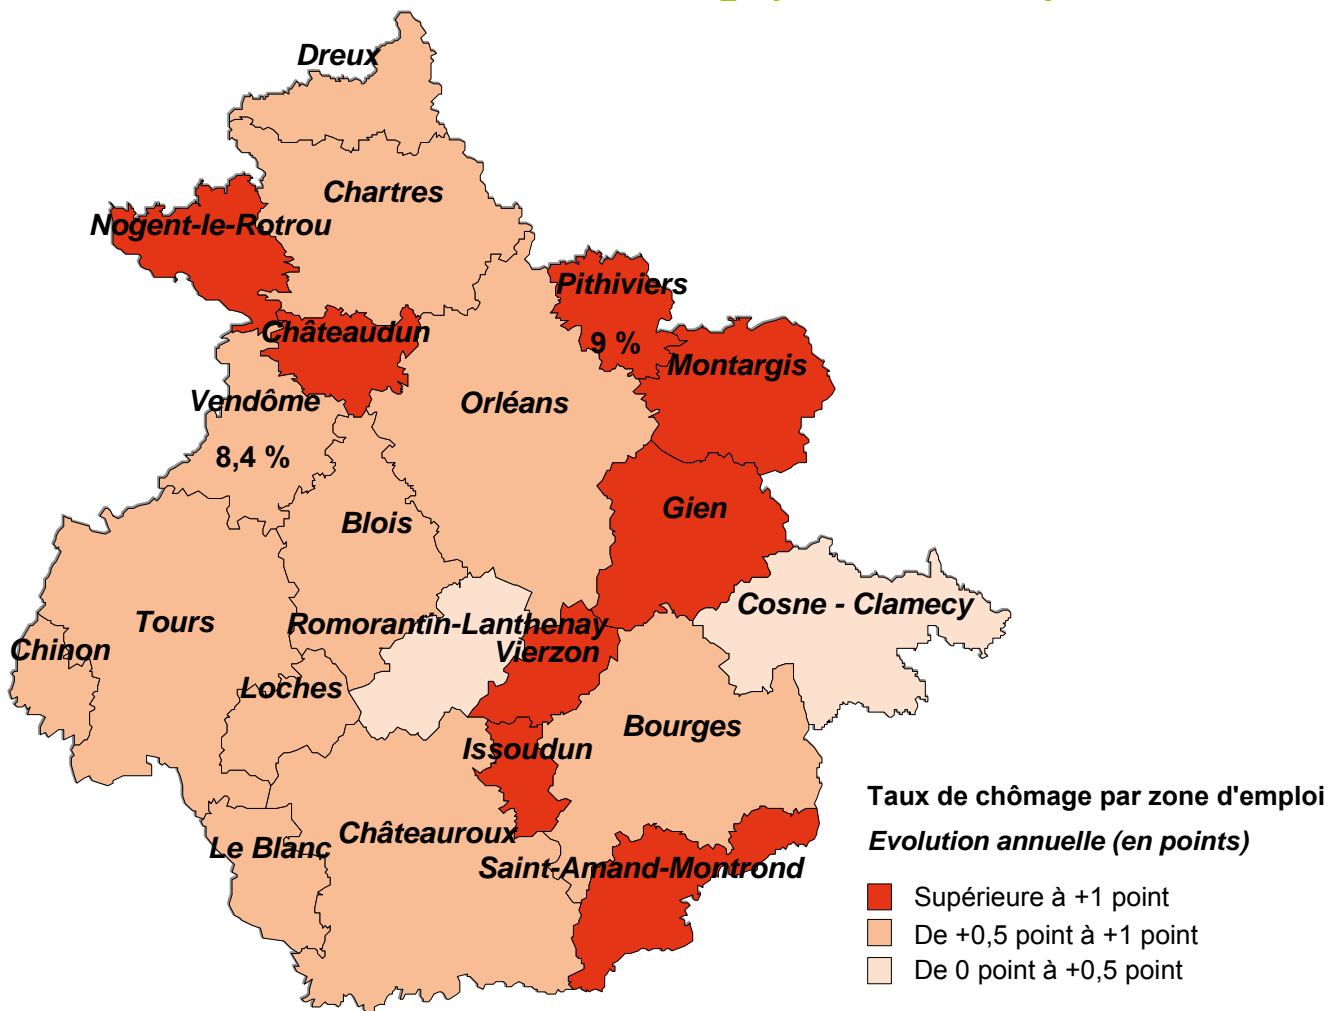 Dreux
Chartres
Nogent-le-Rotrou
Pithiviers
9 %
Châteaudun
Montargis
Vendôme
8,4 %
Orléans
Gien
Blois
Cosne - Clamecy
Tours
Romorantin-Lanthenay
Chinon
Vierzon
Loches
Bourges
Issoudun
Châteauroux
Le Blanc
Saint-Amand-Montrond
Taux de chômage par zone d'emploi
Evolution annuelle (en points)
Supérieure à +1 point
De +0,5 point à +1 point
De 0 point à +0,5 point